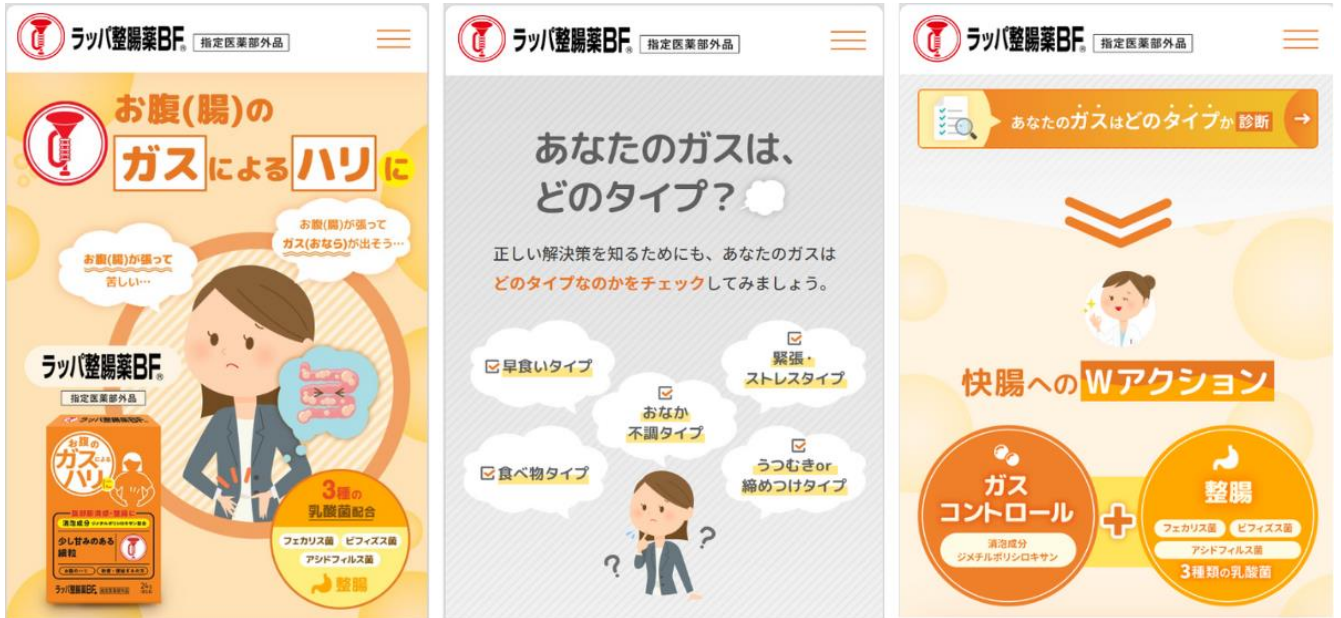 ラッパ整腸薬BF® 指定医薬部外品
お腹(腸)の
ガスによるハリに
お腹(腸)が張って
ガス(おなら)が出そう…
お腹(腸)が張って
苦しい…
ラッパ整腸薬BF®
指定医薬部外品
ラッパ整腸薬BF
お腹の
ガスによる
ハリに
消泡成分
少し甘みのある
細粒
ラッパ整腸薬BF
3種の
乳酸菌配合
フェカリス菌 ビフィズス菌
アシドフィルス菌
整腸
ラッパ整腸薬BF® 指定医薬部外品
あなたのガスは、
どのタイプ？
正しい解決策を知るためにも、あなたのガスは
どのタイプなのかをチェックしてみましょう。
早食いタイプ
緊張・
ストレスタイプ
おなか
不調タイプ
食べ物タイプ
うつむきor
締めつけタイプ
?
?
ラッパ整腸薬BF® 指定医薬部外品
あなたのガスはどのタイプか 診断
快腸へのWアクション
ガス
コントロール
消泡成分
ジメチルポリシロキサン
+
整腸
フェカリス菌 ビフィズス菌
アシドフィルス菌
3種類の乳酸菌